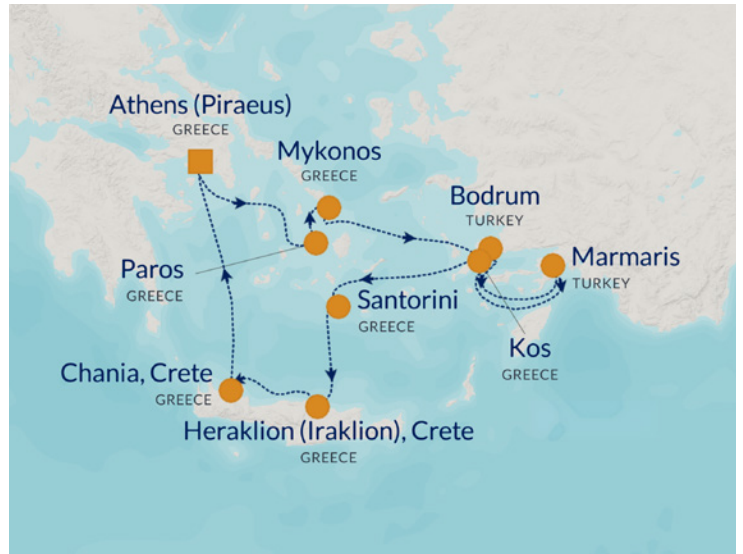 Athens (Piraeus)
GREECE
Mykonos
GREECE
Bodrum
TURKEY
Paros
GREECE
Marmaris
TURKEY
Santorini
GREECE
Kos
GREECE
Chania, Crete
GREECE
Heraklion (Iraklion), Crete
GREECE